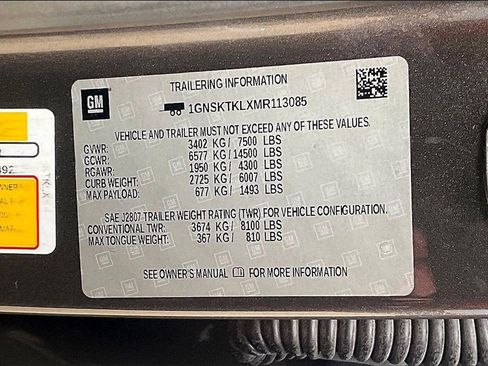 TRAILERING INFORMATION
GM
1GNSKTKLXMR113085
VEHICLE AND TRAILER MUST NOT EXCEED ANY OF THESE VALUES.
GVWR: 3402 KG / 7500 LBS
GCWR: 6577 KG / 14500 LBS
RGAWR: 1950 KG / 4300 LBS
CURB WEIGHT: 2725 KG / 6007 LBS
MAX PAYLOAD: 677 KG / 1493 LBS
SAE J2807 TRAILER WEIGHT RATING (TWR) FOR VEHICLE CONFIGURATION.
CONVENTIONAL TWR: 3674 KG / 8100 LBS
MAX TONGUE WEIGHT: 367 KG / 810 LBS
SEE OWNER'S MANUAL FOR MORE INFORMATION